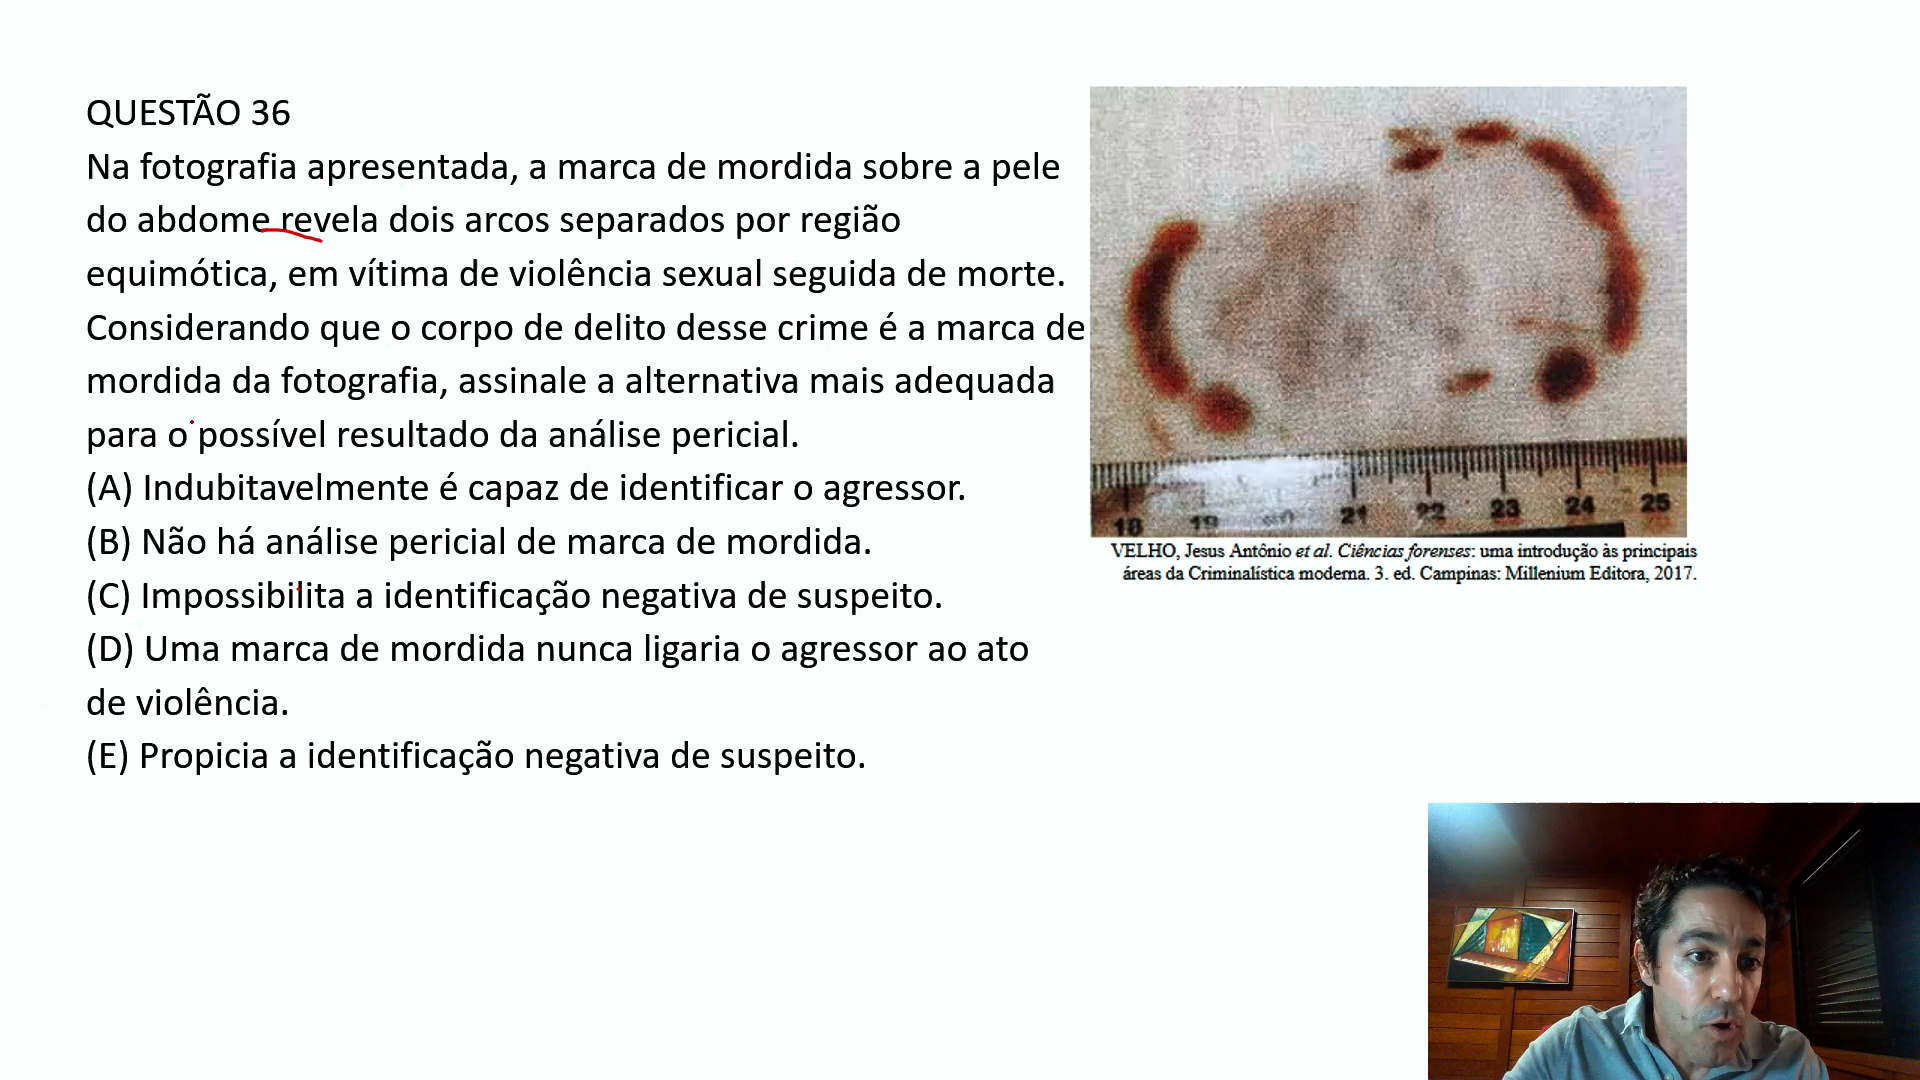 QUESTÃO 36
Na fotografia apresentada, a marca de mordida sobre a pele
do abdome revela dois arcos separados por região
equimótica, em vítima de violência sexual seguida de morte.
Considerando que o corpo de delito desse crime é a marca de
mordida da fotografia, assinale a alternativa mais adequada
para o possível resultado da análise pericial.
(A) Indubitavelmente é capaz de identificar o agressor.
(B) Não há análise pericial de marca de mordida.
(C) Impossibilita a identificação negativa de suspeito.
(D) Uma marca de mordida nunca ligaria o agressor ao ato
de violência.
(E) Propicia a identificação negativa de suspeito.
18 19 20 21 22 23 24 25
VELHO, Jesus Antônio et al. Ciências forenses: uma introdução às principais
áreas da Criminalística moderna. 3. ed. Campinas: Millenium Editora, 2017.